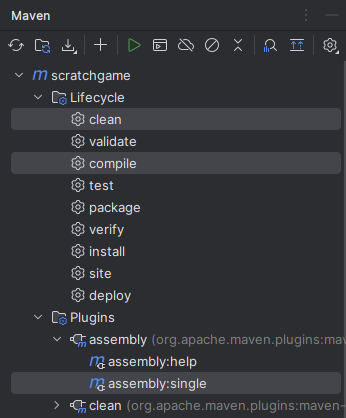 Maven
scratchgame
Lifecycle
clean
validate
compile
test
package
verify
install
site
deploy
Plugins
assembly (org.apache.maven.plugins:ma
assembly:help
assembly:single
clean (org.apache.maven.plugins:maven-